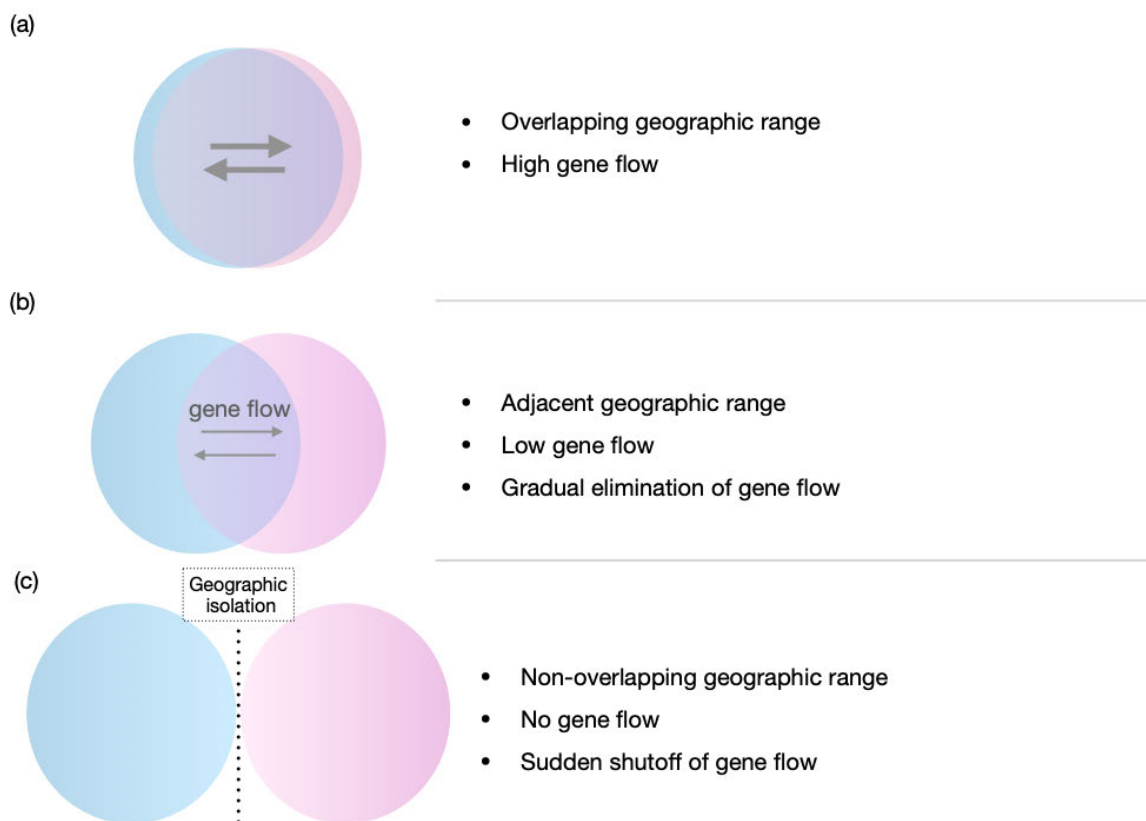 (a)
• Overlapping geographic range
• High gene flow
(b)
gene flow
• Adjacent geographic range
• Low gene flow
• Gradual elimination of gene flow
(c)
Geographic
isolation
• Non-overlapping geographic range
• No gene flow
• Sudden shutoff of gene flow